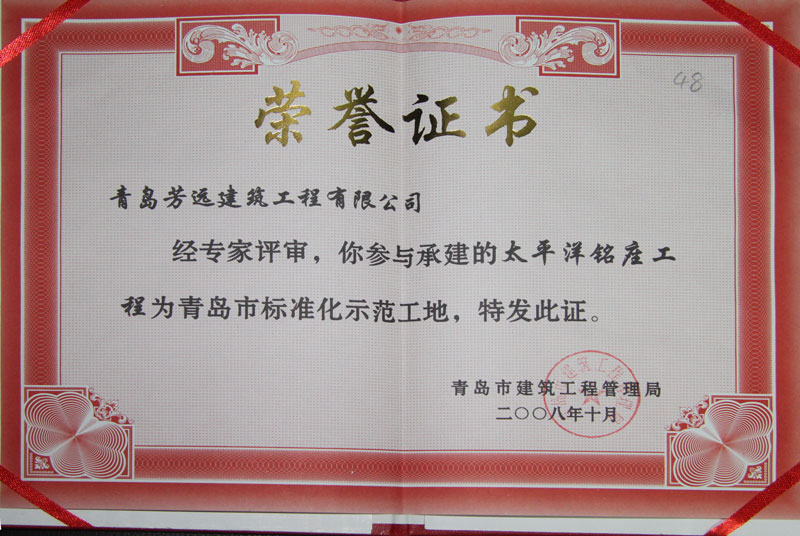 48
荣誉证书
青岛芳远建筑工程有限公司
经专家评审，你参与承建的太平洋铭座工
程为青岛市标准化示范工地，特发此证。
青岛市建筑工程管理局
二〇〇八年十月